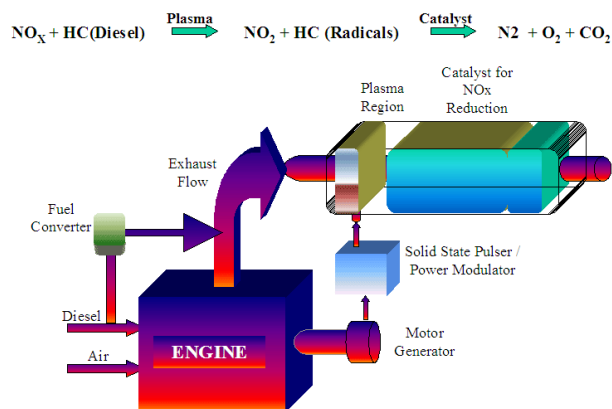 Plasma
Catalyst
NOX + HC(Diesel)
NO2 + HC (Radicals)
N2 + O2 + CO2
Plasma
Region
Catalyst for
NOx
Reduction
Exhaust
Flow
Fuel
Converter
Solid State Pulser /
Power Modulator
Diesel
Air
ENGINE
Motor
Generator